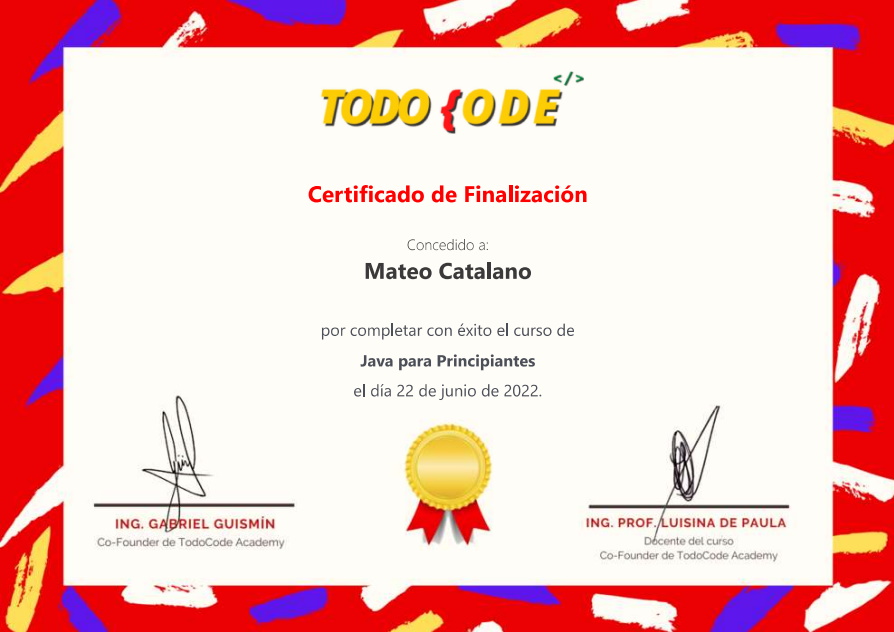 </>
TODO {ODE
Certificado de Finalización
Concedido a:
Mateo Catalano
por completar con éxito el curso de
Java para Principiantes
el día 22 de junio de 2022.
ING. GABRIEL GUISMÍN
Co-Founder de TodoCode Academy
ING. PROF. LUISINA DE PAULA
Docente del curso
Co-Founder de TodoCode Academy